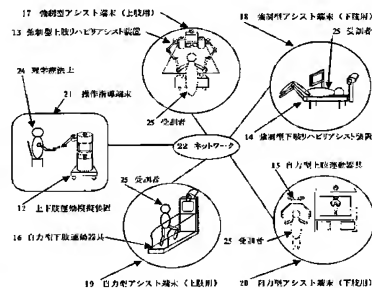 17 強制型アシスト端末（上肢用）
13 強制型上肢リハビリアシスト装置
18 強制型アシスト端末（下肢用）
25 受訓者
24 理学療法士
21 操作指導端末
25 受訓者
14 強制型下肢リハビリアシスト装置
22 ネットワーク
25 受訓者
15 自力型上肢運動器具
12 上下肢運動模擬装置
16 自力型下肢運動器具
25 受訓者
19 自力型アシスト端末（上肢用）
20 自力型アシスト端末（下肢用）